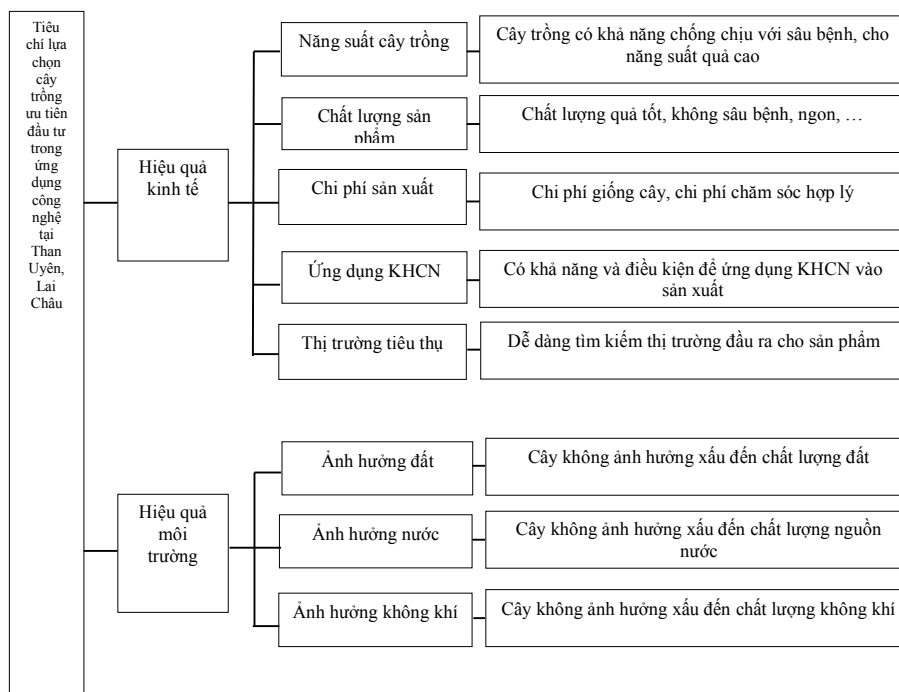 Tiêu
chí lựa
chọn
cây
trồng
ưu tiên
đầu tư
trong
ứng
dụng
công
nghệ
tại
Than
Uyên,
Lai
Châu
Hiệu quả
kinh tế
Năng suất cây trồng
Cây trồng có khả năng chống chịu với sâu bệnh, cho
năng suất quả cao
Chất lượng sản
phẩm
Chất lượng quả tốt, không sâu bệnh, ngon, …
Chi phí sản xuất
Chi phí giống cây, chi phí chăm sóc hợp lý
Ứng dụng KHCN
Có khả năng và điều kiện để ứng dụng KHCN vào
sản xuất
Thị trường tiêu thụ
Dễ dàng tìm kiếm thị trường đầu ra cho sản phẩm
Hiệu quả
môi
trường
Ảnh hưởng đất
Cây không ảnh hưởng xấu đến chất lượng đất
Ảnh hưởng nước
Cây không ảnh hưởng xấu đến chất lượng nguồn
nước
Ảnh hưởng không khí
Cây không ảnh hưởng xấu đến chất lượng không khí